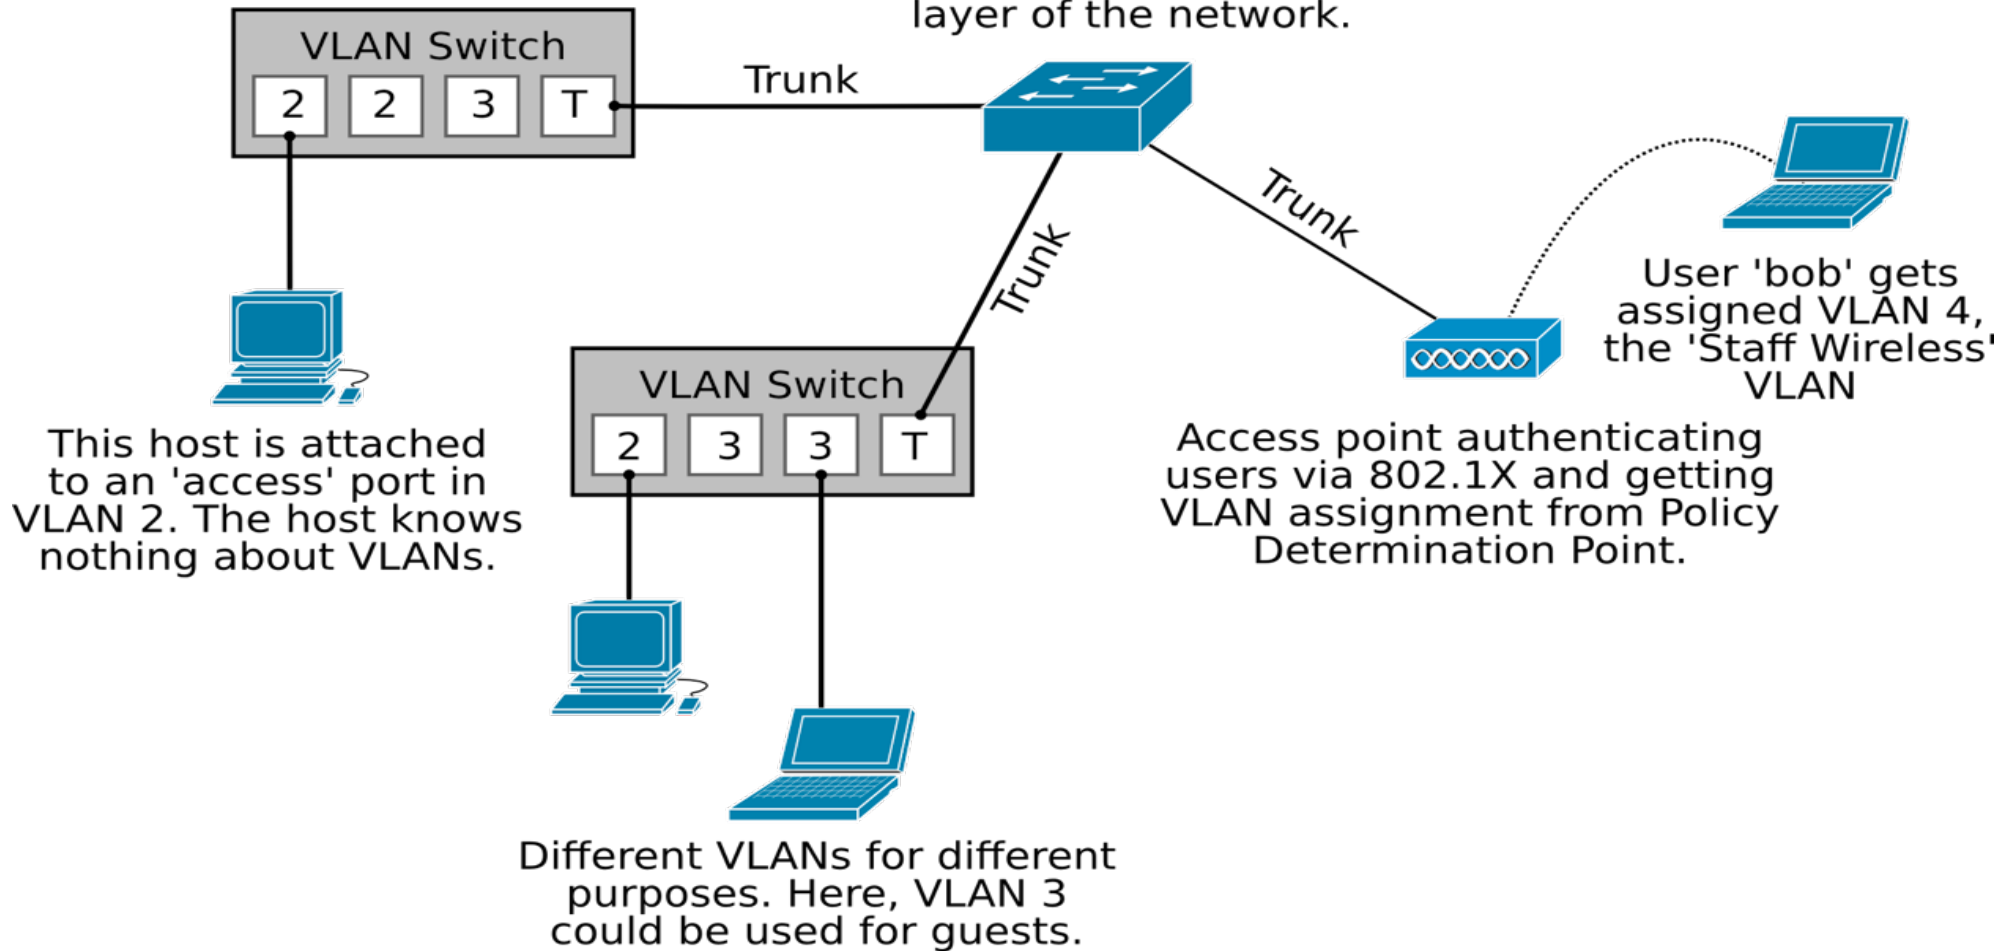 layer of the network.
VLAN Switch
2 2 3 T
Trunk
Trunk
Trunk
User 'bob' gets
assigned VLAN 4,
the 'Staff Wireless'
VLAN
This host is attached
to an 'access' port in
VLAN 2. The host knows
nothing about VLANs.
VLAN Switch
2 3 3 T
Access point authenticating
users via 802.1X and getting
VLAN assignment from Policy
Determination Point.
Different VLANs for different
purposes. Here, VLAN 3
could be used for guests.